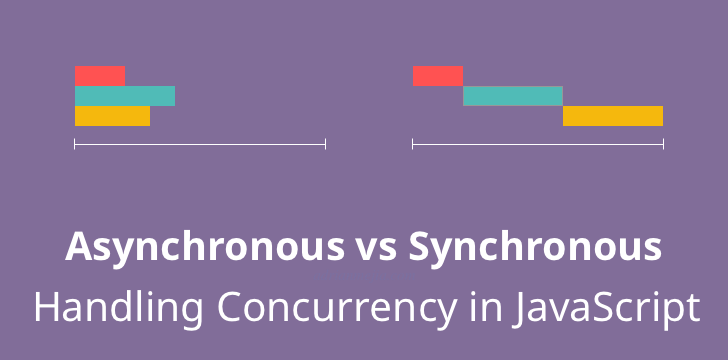 Asynchronous vs Synchronous
Handling Concurrency in JavaScript